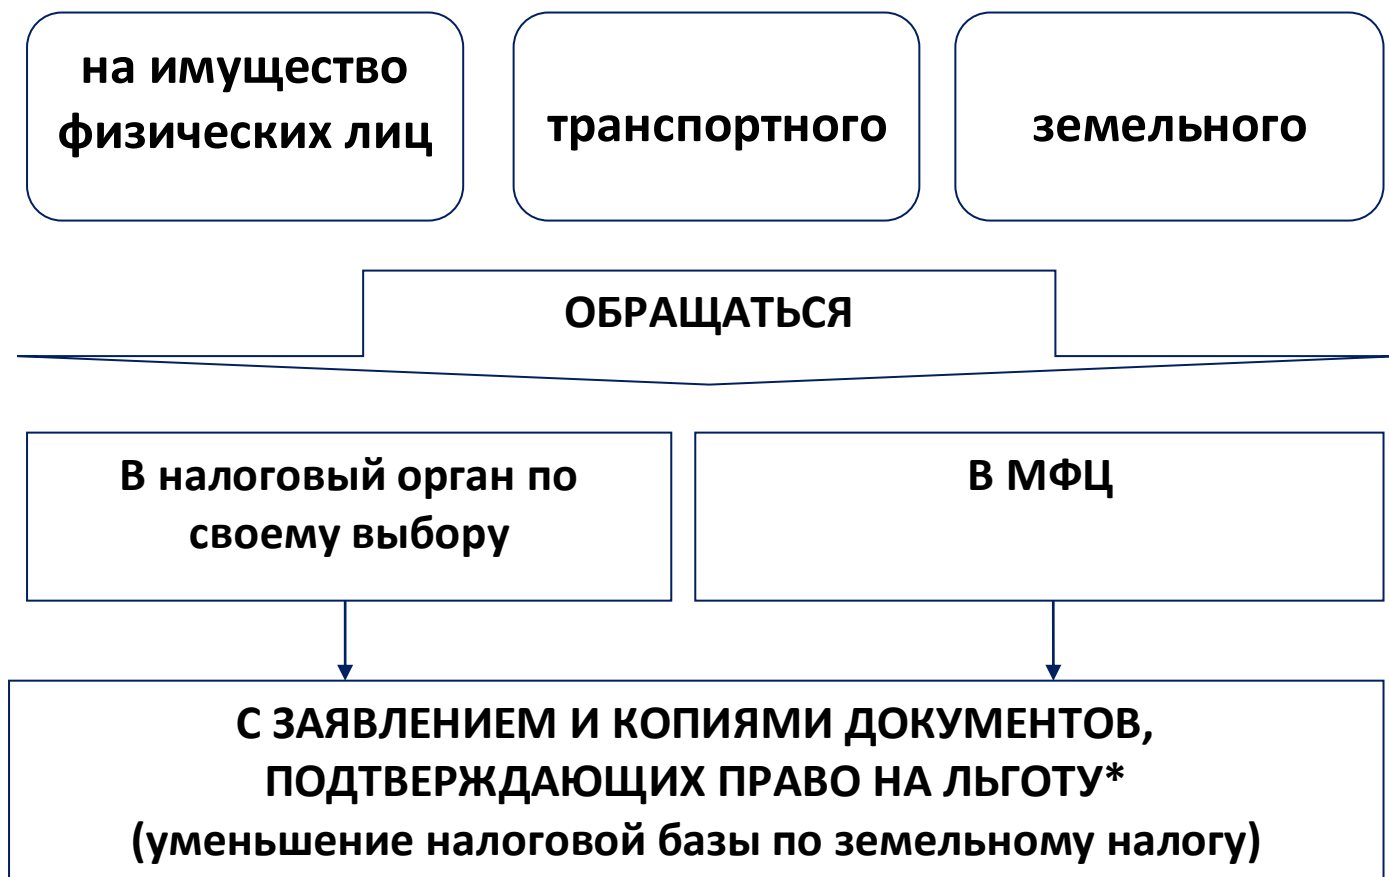 на имущество
физических лиц
транспортного
земельного
ОБРАЩАТЬСЯ
В налоговый орган по
своему выбору
В МФЦ
С ЗАЯВЛЕНИЕМ И КОПИЯМИ ДОКУМЕНТОВ,
ПОДТВЕРЖДАЮЩИХ ПРАВО НА ЛЬГОТУ*
(уменьшение налоговой базы по земельному налогу)